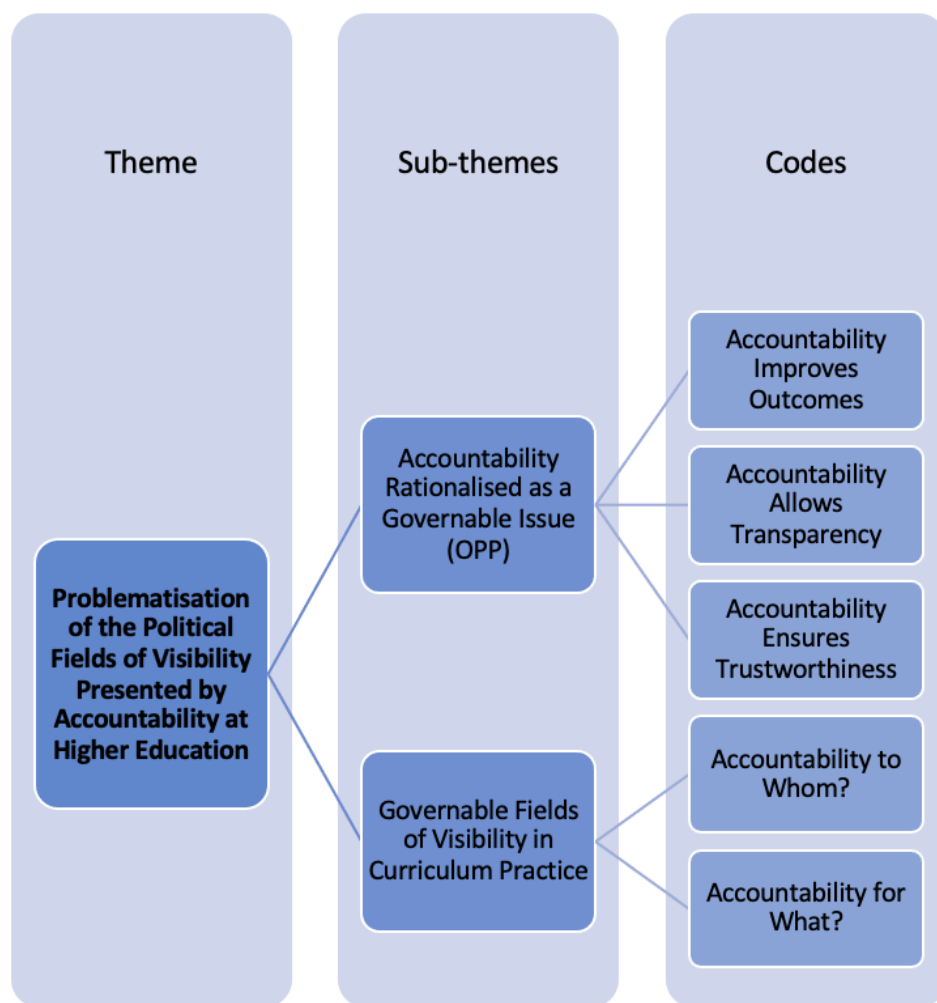 Theme
Sub-themes
Codes
Problematisation
of the Political
Fields of Visibility
Presented by
Accountability at
Higher Education
Accountability
Rationalised as a
Governable Issue
(OPP)
Governable Fields
of Visibility in
Curriculum Practice
Accountability
Improves
Outcomes
Accountability
Allows
Transparency
Accountability
Ensures
Trustworthiness
Accountability to
Whom?
Accountability for
What?